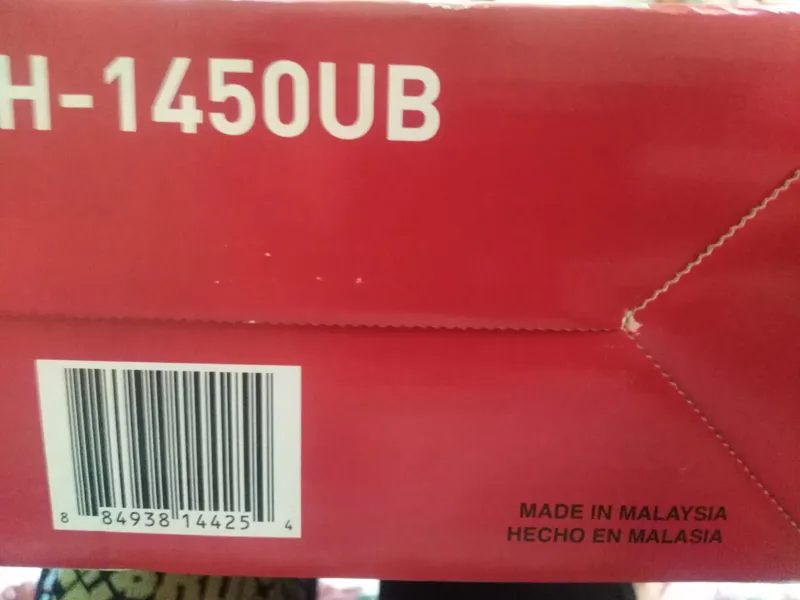 H-1450UB
8 84938 14425 4
MADE IN MALAYSIA
HECHO EN MALASIA